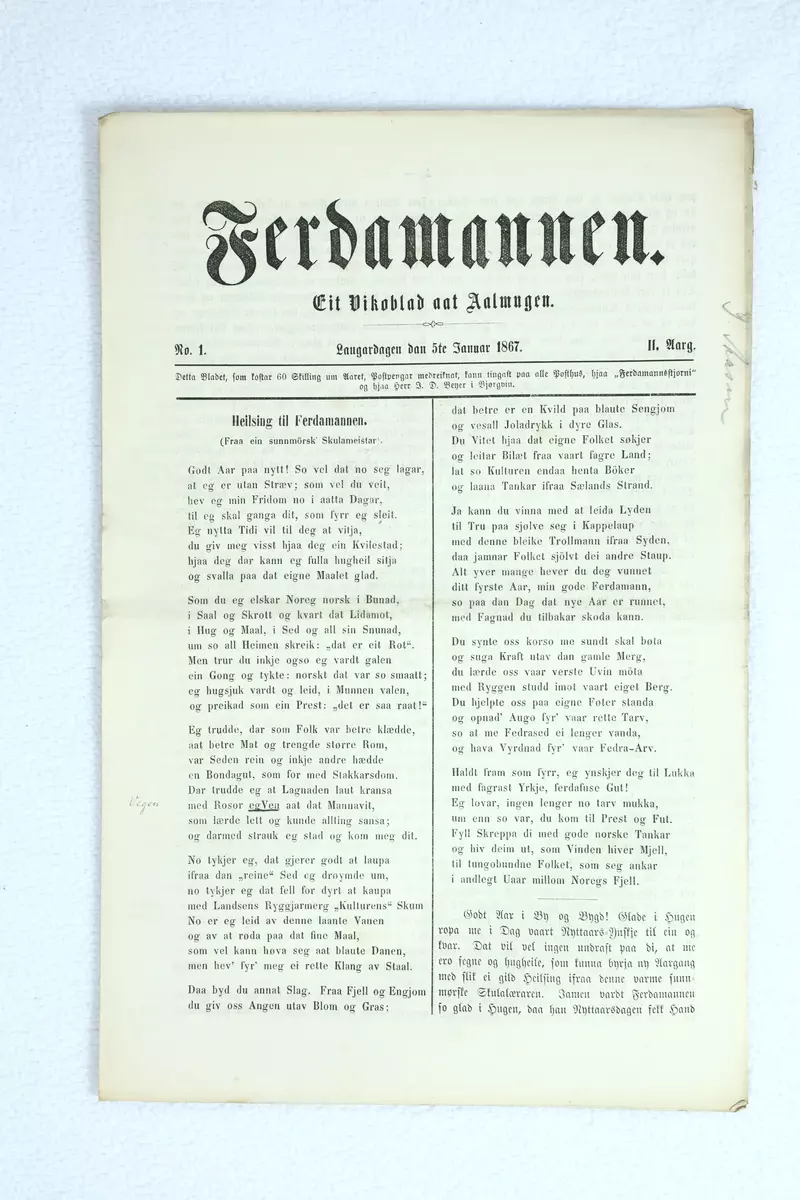 Ferdamannen.
Eit Vikoblad aat Aalmugen.
No. 1. Laugardagen dan 5te Januar 1867. II. Aarg.
Detta Bladet, som kostar 60 Skilling um Aaret, Postpengar medreiknat, kann tingast paa alle Posthus, hjaa „Ferdamannsstjorni“
og hjaa Herr J. D. Beyer i Bjørgvin.
Heilsing til Ferdamannen.
(Fraa ein sunnmörsk' Skulameistar).
Godt Aar paa nytt! So vel dat no seg lagar,
at eg er utan Stræv; som vel du veit,
hev eg min Fridom no i aatta Dagar,
til eg skal ganga dit, som fyrr eg sleit.
Eg nytta Tidi vil til deg at vitja,
du giv meg visst hjaa deg ein Kvilestad;
hjaa deg dar kann eg fulla hugheil sitja
og svalla paa dat eigne Maalet glad.
Som du eg elskar Noreg norsk i Bunad,
i Saal og Skrott og kvart dat Lidamot,
i Hug og Maal, i Sed og all sin Snunad,
um so all Heimen skreik: „dat er eit Rot“.
Men trur du inkje ogso eg vardt galen
ein Gong og tykte: norskt dat var so smaatt;
eg hugsjuk vardt og leid, i Munnen valen,
og preikad som ein Prest: „det er saa raat!“
Eg trudde, dar som Folk var betre klædde,
aat betre Mat og trengde större Rom,
var Seden rein og inkje andre hædde
en Bondagut, som for med Stakkarsdom.
Dar trudde eg at Lagnaden laut kransa
med Rosor egVen aat dat Mannavit,
som lærde lett og kunde allting sansa;
og darmed strauk eg stad og kom meg dit.
Vegen
No tykjer eg, dat gjerer godt at laupa
ifraa dan „reine“ Sed eg droymde um,
no tykjer eg dat fell for dyrt at kaupa
med Landsens Ryggjarmerg „Kulturens“ Skum
No er eg leid av denne laante Vanen
og av at røda paa dat fine Maal,
som vel kann hova seg aat blaute Danen,
men hev' fyr' meg ei rette Klang av Staal.
Daa byd du annat Slag. Fraa Fjell og Engjom
du giv oss Angen utav Blom og Gras;
dat betre er en Kvild paa blaute Sengjom
og vesall Joladrykk i dyre Glas.
Du Vitet hjaa dat eigne Folket søkjer
og leitar Bilæt fraa vaart fagre Land;
lat so Kulturen endaa henta Böker
og laana Tankar ifraa Sælands Strand.
Ja kann du vinna med at leida Lyden
til Tru paa sjølve seg i Kappelaup
med denne bleike Trollmann ifraa Syden,
daa jamnar Folket sjölvt dei andre Staup.
Alt yver mange hever du deg vunnet
ditt fyrste Aar, min gode Ferdamann,
so paa dan Dag dat nye Aar er runnet,
med Fagnad du tilbakar skoda kann.
Du synte oss korso me sundt skal bøta
og suga Kraft utav dan gamle Merg,
du lærde oss vaar verste Uvin möta
med Ryggen studd imot vaart eiget Berg.
Du hjelpte oss paa eigne Føter standa
og opnad' Augo fyr' vaar rette Tarv,
so at me Fedrased ei lenger vanda,
og hava Vyrdnad fyr' vaar Fedra-Arv.
Haldt fram som fyrr, eg ynskjer deg til Lukka
med fagrast Yrkje, ferdafuse Gut!
Eg lovar, ingen lenger no tarv mukka,
um enn so var, du kom til Prest og Fut.
Fyll Skreppa di med gode norske Tankar
og hiv deim ut, som Vinden hiver Mjell,
til tungobundne Folket, som seg ankar
i andlegt Uaar millom Noregs Fjell.
Godt Aar i By og Bygd! Glade i Hugen
ropa me i Dag vaart Nyttaars-Ynskje til ein og
kvar. Dat vil vel ingen undrast paa di, at me
ero fegne og hugheile, som kunna byrja ny Aargang
med slik ei gild Heilsing ifraa denne varme sunn-
mørske Skulalæraren. Jamen vardt Ferdamannen
so glad i Hugen, daa han Nyttaarsdagen fekk Hand